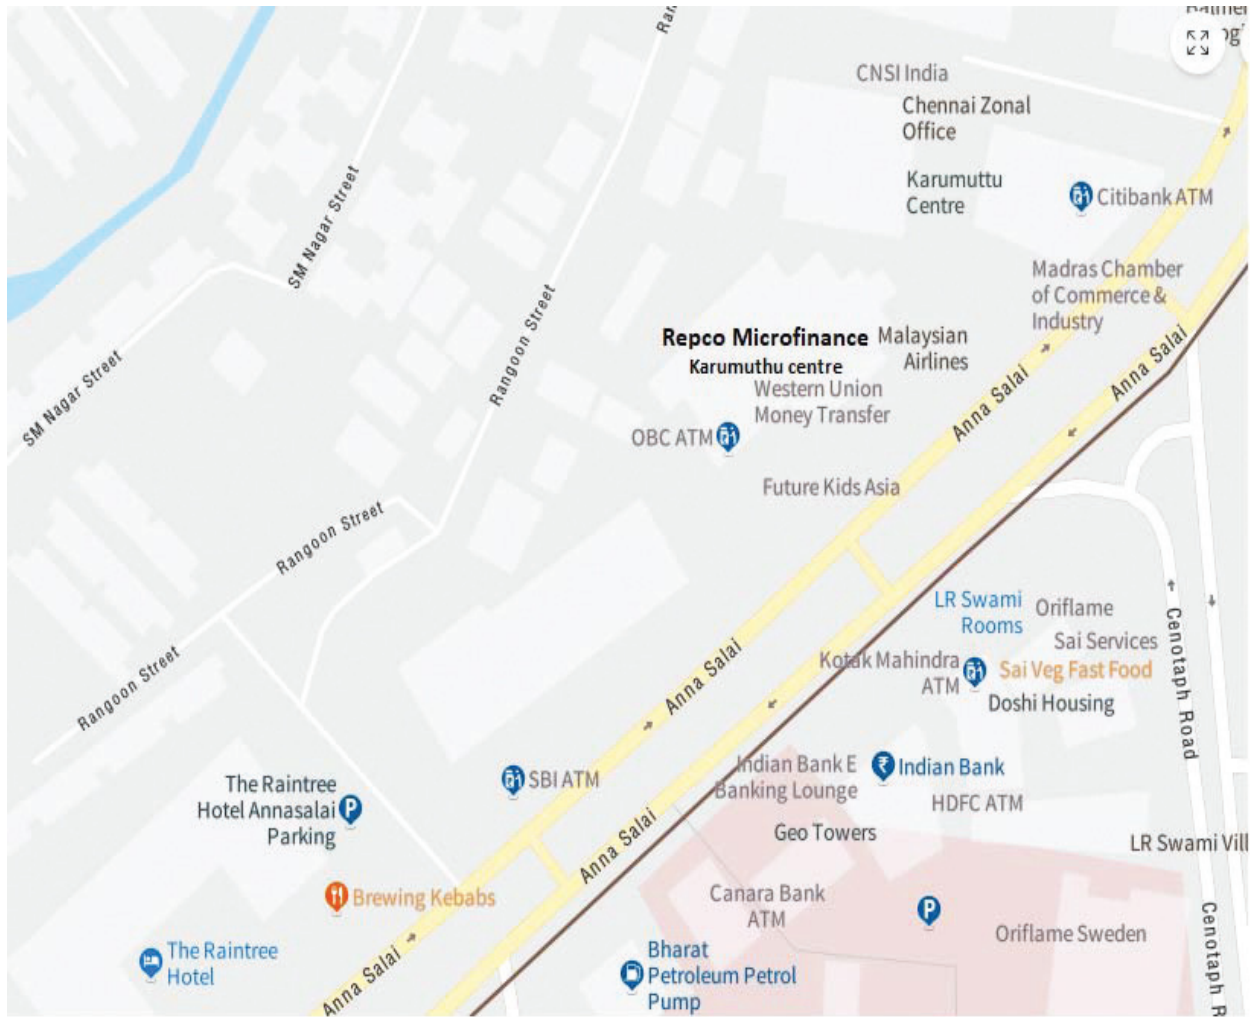 CNSI India
Chennai Zonal
Office
Karumuttu
Centre
Citibank ATM
SM Nagar Street
Madras Chamber
of Commerce &
Industry
Rangoon Street
Repco Microfinance
Karumuthu centre
Malaysian
Airlines
Anna Salai
SM Nagar Street
Western Union
Money Transfer
Anna Salai
OBC ATM
Future Kids Asia
Rangoon Street
LR Swami
Rooms
Oriflame
Sai Services
Cenotaph Road
Rangoon Street
Anna Salai
Kotak Mahindra
ATM
Sai Veg Fast Food
Doshi Housing
Indian Bank E
Banking Lounge
Indian Bank
SBI ATM
HDFC ATM
The Raintree
Hotel Annasalai
Parking
P
Geo Towers
Anna Salai
LR Swami Vill
Brewing Kebabs
Canara Bank
ATM
P
Oriflame Sweden
Cenotaph R
The Raintree
Hotel
Anna Salai
Bharat
Petroleum Petrol
Pump